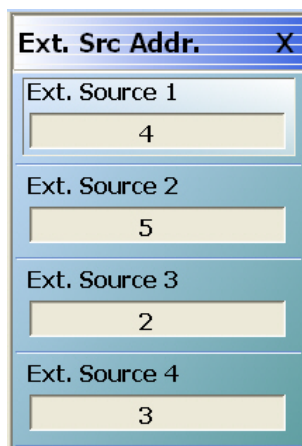 Ext. Src Addr. X
Ext. Source 1
4
Ext. Source 2
5
Ext. Source 3
2
Ext. Source 4
3